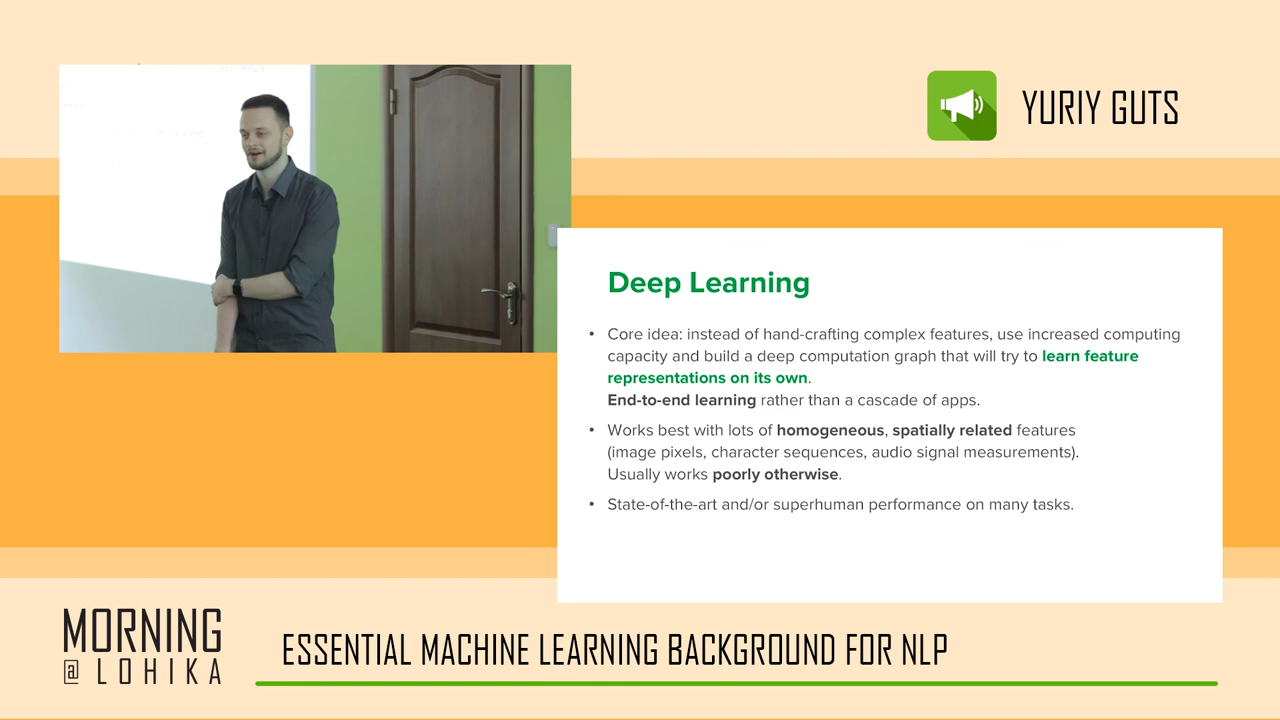 YURIY GUTS
Deep Learning
• Core idea: instead of hand-crafting complex features, use increased computing
capacity and build a deep computation graph that will try to learn feature
representations on its own.
End-to-end learning rather than a cascade of apps.
• Works best with lots of homogeneous, spatially related features
(image pixels, character sequences, audio signal measurements).
Usually works poorly otherwise.
• State-of-the-art and/or superhuman performance on many tasks.
MORNING
@ LOHIKA
ESSENTIAL MACHINE LEARNING BACKGROUND FOR NLP